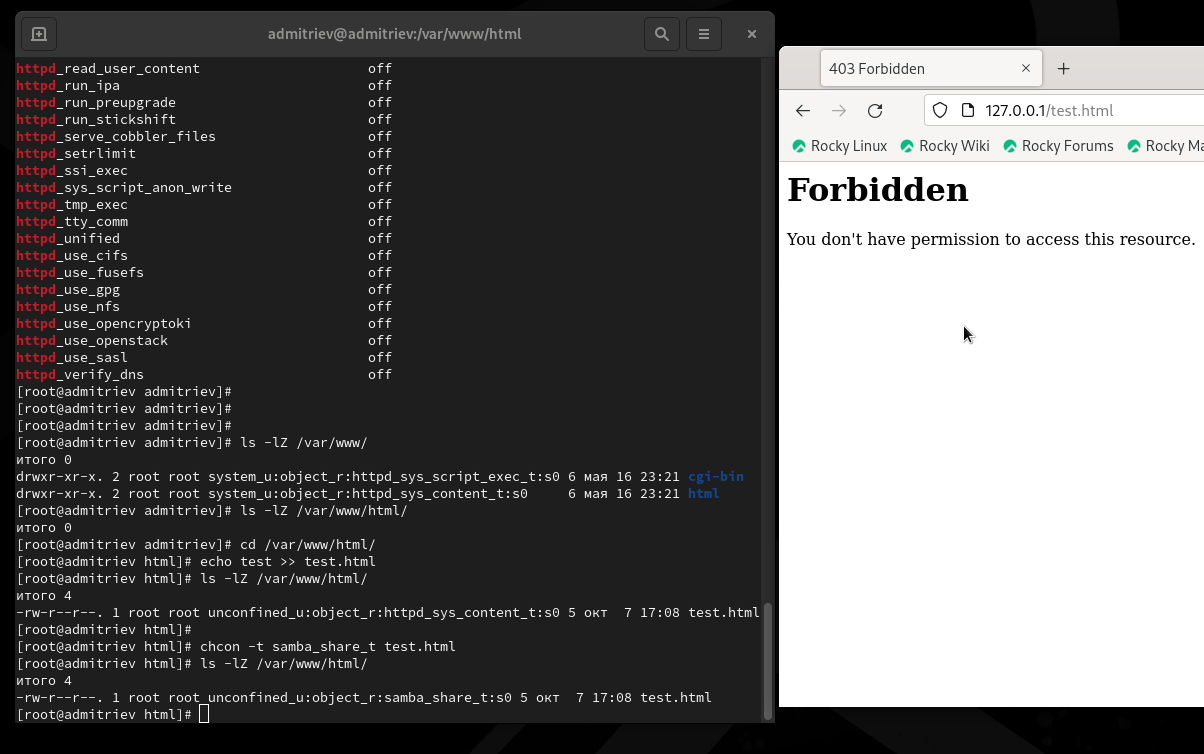 admitriev@admitriev:/var/www/html
httpd_read_user_content off
httpd_run_ipa off
httpd_run_preupgrade off
httpd_run_stickshift off
httpd_serve_cobbler_files off
httpd_setrlimit off
httpd_ssi_exec off
httpd_sys_script_anon_write off
httpd_tmp_exec off
httpd_tty_comm off
httpd_unified off
httpd_use_cifs off
httpd_use_fusefs off
httpd_use_gpg off
httpd_use_nfs off
httpd_use_opencryptoki off
httpd_use_openstack off
httpd_use_sasl off
httpd_verify_dns off
[root@admitriev admitriev]#
[root@admitriev admitriev]#
[root@admitriev admitriev]#
[root@admitriev admitriev]# ls -lZ /var/www/
итого 0
drwxr-xr-x. 2 root root system_u:object_r:httpd_sys_script_exec_t:s0 6 мая 16 23:21 cgi-bin
drwxr-xr-x. 2 root root system_u:object_r:httpd_sys_content_t:s0 6 мая 16 23:21 html
[root@admitriev admitriev]# ls -lZ /var/www/html/
итого 0
[root@admitriev admitriev]# cd /var/www/html/
[root@admitriev html]# echo test >> test.html
[root@admitriev html]# ls -lZ /var/www/html/
итого 4
-rw-r--r--. 1 root root unconfined_u:object_r:httpd_sys_content_t:s0 5 окт 7 17:08 test.html
[root@admitriev html]#
[root@admitriev html]# chcon -t samba_share_t test.html
[root@admitriev html]# ls -lZ /var/www/html/
итого 4
-rw-r--r--. 1 root root unconfined_u:object_r:samba_share_t:s0 5 окт 7 17:08 test.html
[root@admitriev html]#
403 Forbidden
127.0.0.1/test.html
Rocky Linux Rocky Wiki Rocky Forums Rocky Ma
Forbidden
You don't have permission to access this resource.